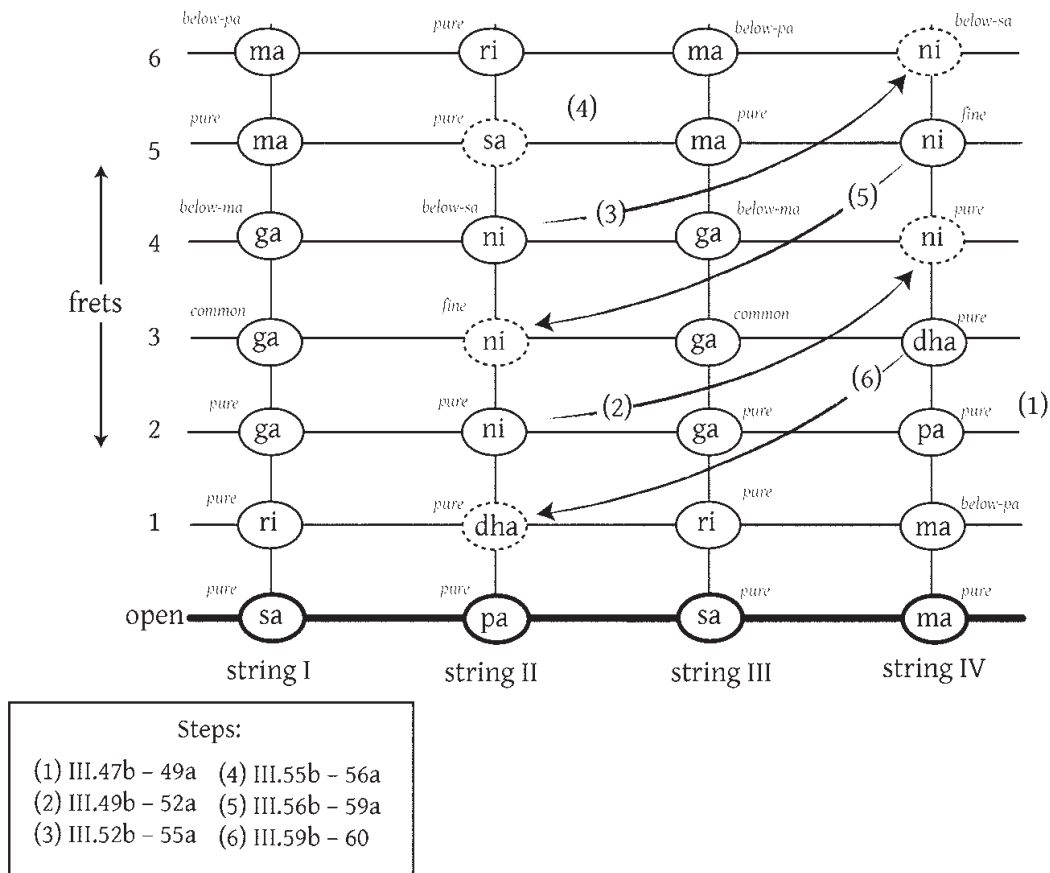 below-pa pure below-pa below-sa
6 ma ri ma ni
(4)
pure pure pure fine
5 ma sa ma ni
(3) (5)
below-ma below-sa below-ma pure
4 ga ni ga ni
frets
common fine common pure
3 ga ni ga dha
(6)
(2) (1)
pure pure pure pure
2 ga ni ga pa
pure pure pure below-pa
1 ri dha ri ma
pure pure pure pure
open sa pa sa ma
string I string II string III string IV
Steps:
(1) III.47b – 49a (4) III.55b – 56a
(2) III.49b – 52a (5) III.56b – 59a
(3) III.52b – 55a (6) III.59b – 60